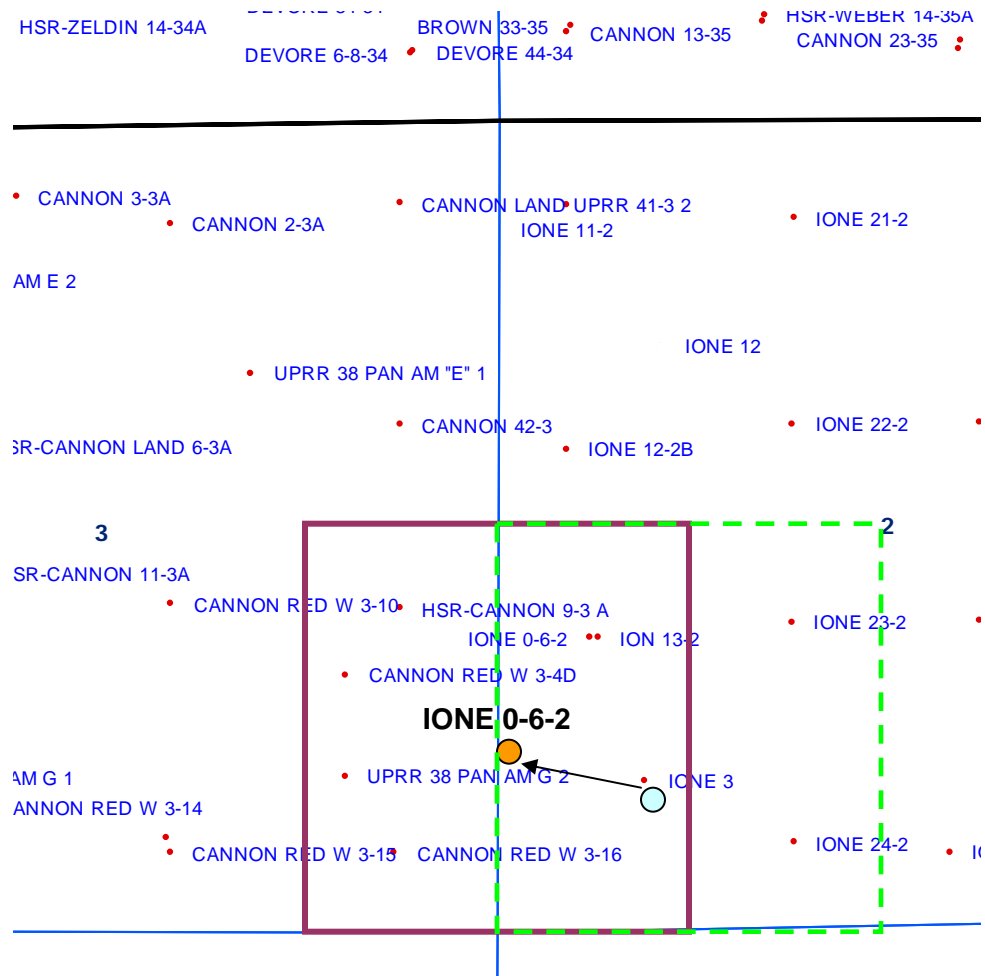 HSR-ZELDIN 14-34A
BROWN 33-35
CANNON 13-35
HSR-WEBER 14-35A
CANNON 23-35
DEVORE 6-8-34
DEVORE 44-34
CANNON 3-3A
CANNON 2-3A
CANNON LAND UPRR 41-3 2
IONE 11-2
IONE 21-2
AM E 2
IONE 12
UPRR 38 PAN AM "E" 1
CANNON 42-3
IONE 22-2
SR-CANNON LAND 6-3A
IONE 12-2B
3
2
SR-CANNON 11-3A
CANNON RED W 3-10
HSR-CANNON 9-3 A
IONE 23-2
IONE 0-6-2
ION 13-2
CANNON RED W 3-4D
IONE 0-6-2
AM G 1
UPRR 38 PAN AM G 2
IONE 3
ANNON RED W 3-14
CANNON RED W 3-15
CANNON RED W 3-16
IONE 24-2